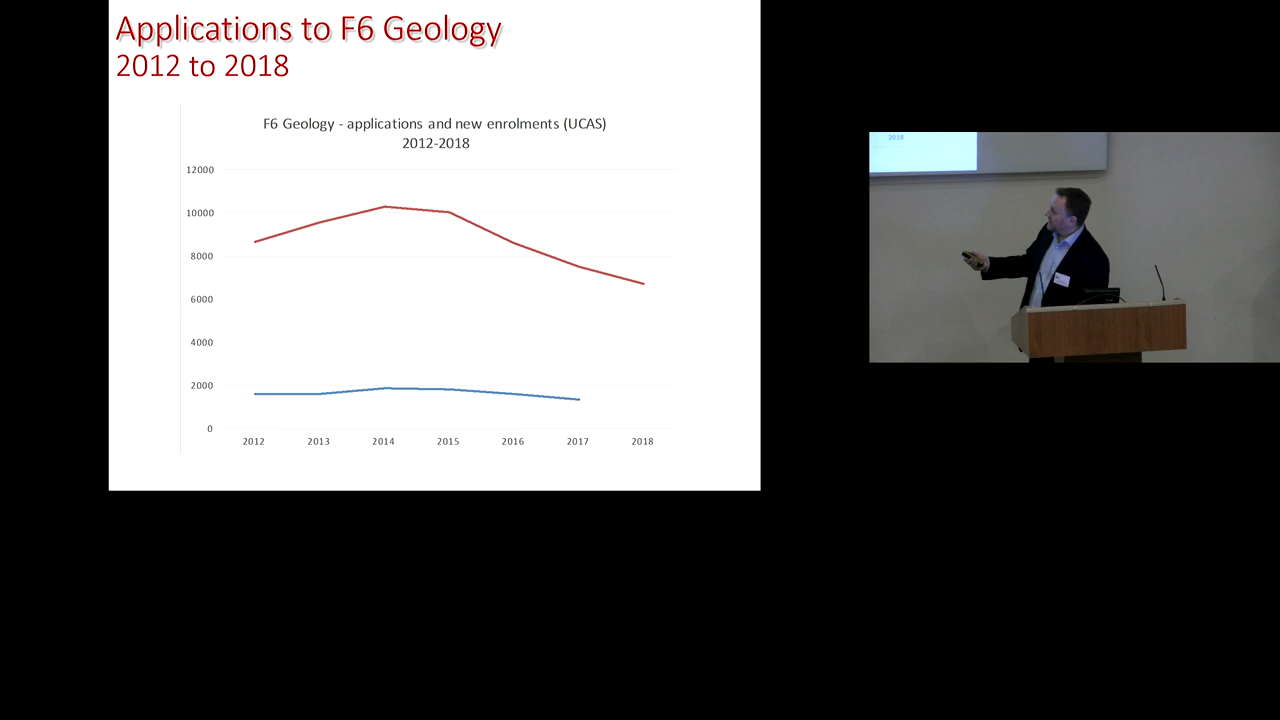 Applications to F6 Geology
2012 to 2018
F6 Geology - applications and new enrolments (UCAS)
2012-2018
12000
10000
8000
6000
4000
2000
0
2012 2013 2014 2015 2016 2017 2018
2018